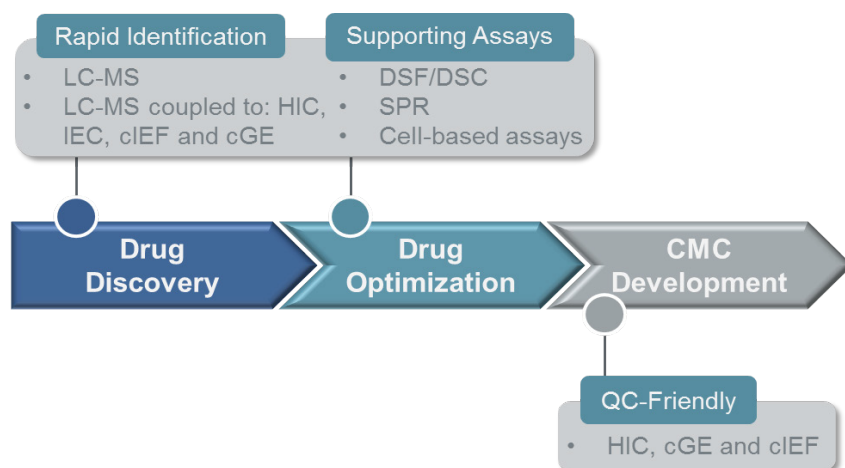 Rapid Identification
• LC-MS
• LC-MS coupled to: HIC,
IEC, cIEF and cGE
Supporting Assays
• DSF/DSC
• SPR
• Cell-based assays
Drug
Discovery
Drug
Optimization
CMC
Development
QC-Friendly
• HIC, cGE and cIEF